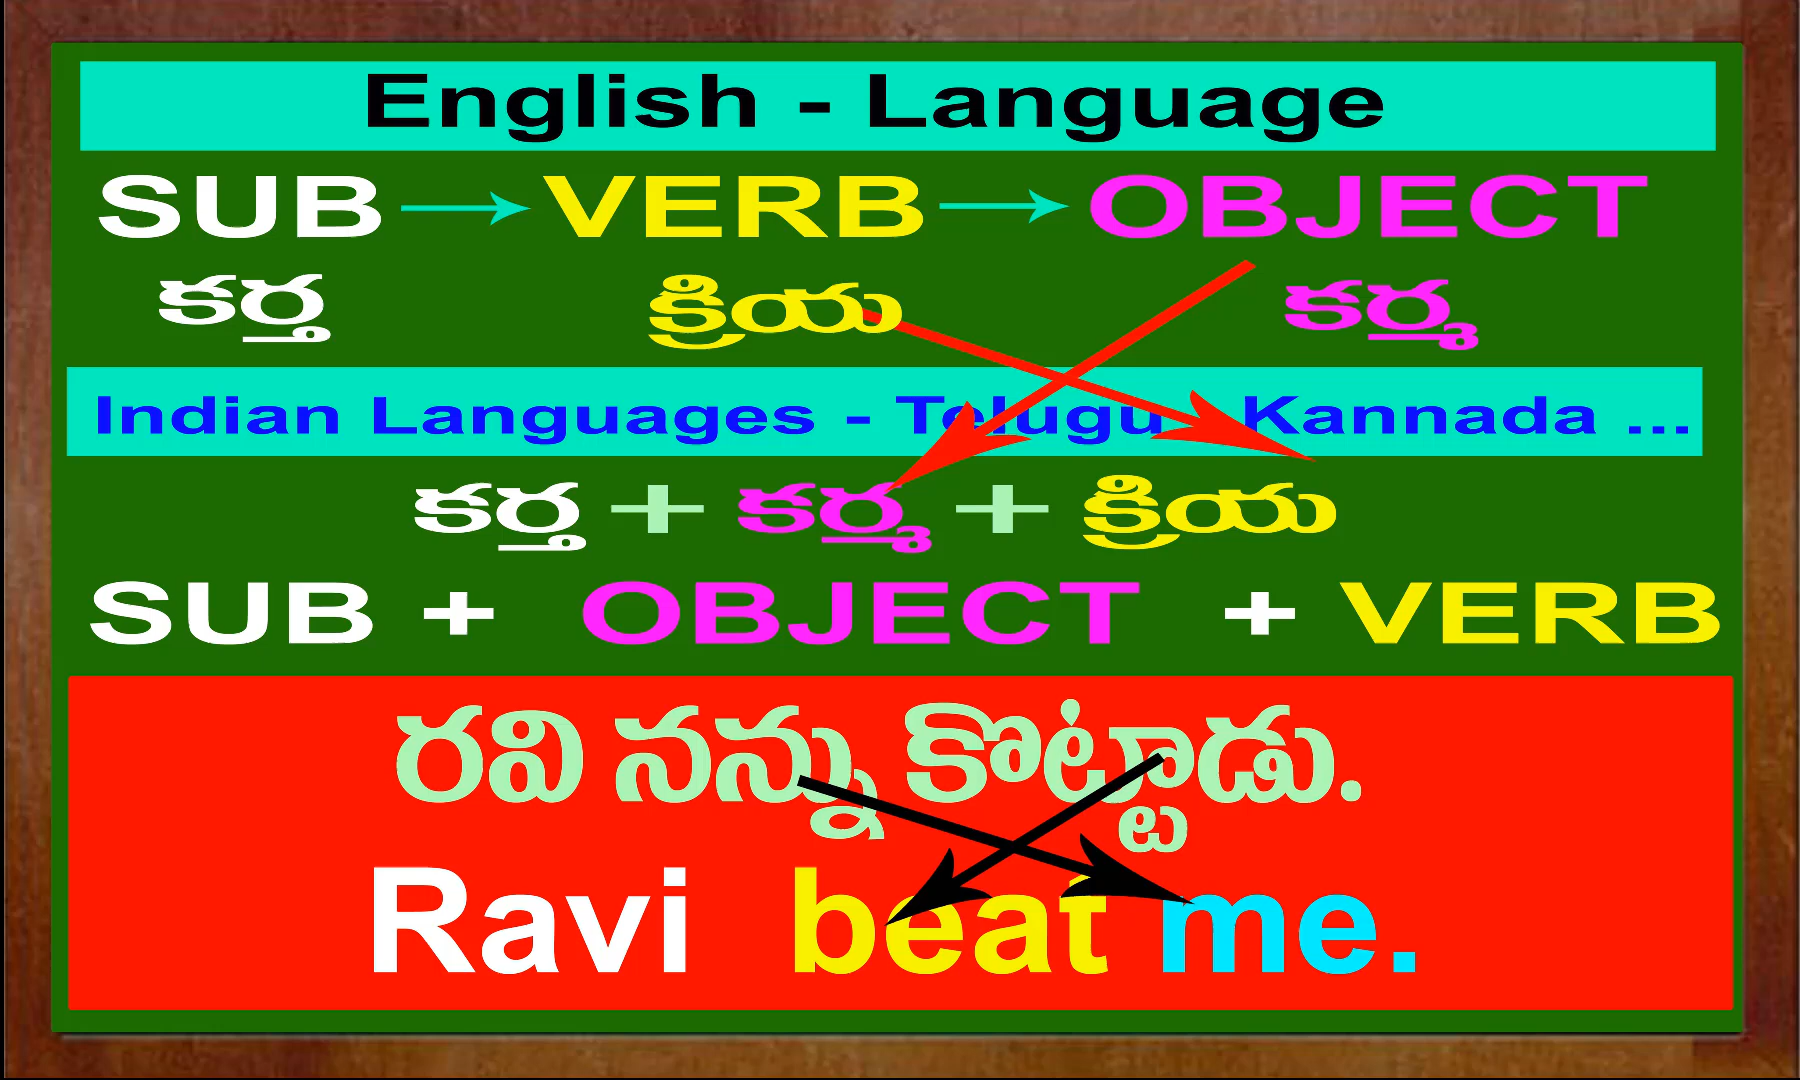 English - Language
SUB → VERB → OBJECT
కర్త క్రియ కర్మ
Indian Languages - Telugu - Kannada ...
కర్త + కర్మ + క్రియ
SUB + OBJECT + VERB
రవి నన్ను కొట్టాడు.
Ravi beat me.